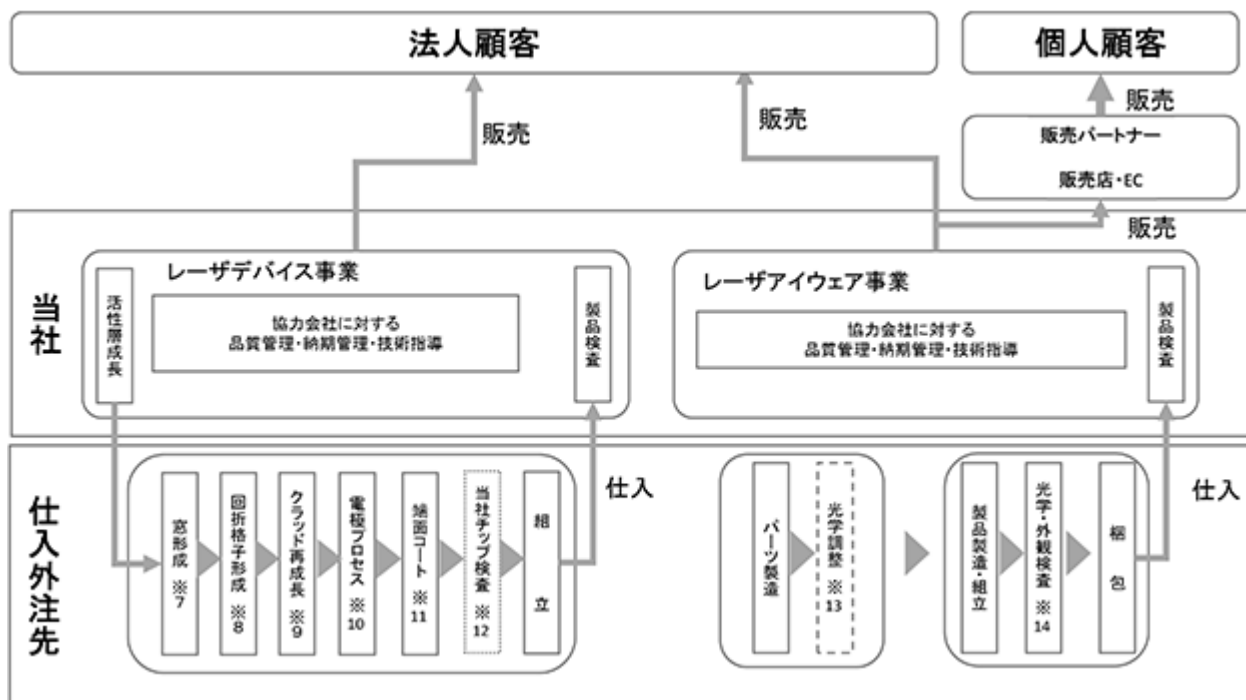 法人顧客
個人顧客
販売
販売
販売
販売パートナー
販売店・EC
販売
当社
レーザデバイス事業
活性層成長
協力会社に対する
品質管理・納期管理・技術指導
製品検査
レーザアイウェア事業
協力会社に対する
品質管理・納期管理・技術指導
製品検査
仕入外注先
窓形成 ※7
回折格子形成 ※8
クラッド再成長 ※9
電極プロセス ※10
端面コート ※11
当社チップ検査 ※12
組立
仕入
パーツ製造
光学調整 ※13
製品製造・組立
光学・外観検査 ※14
梱包
仕入